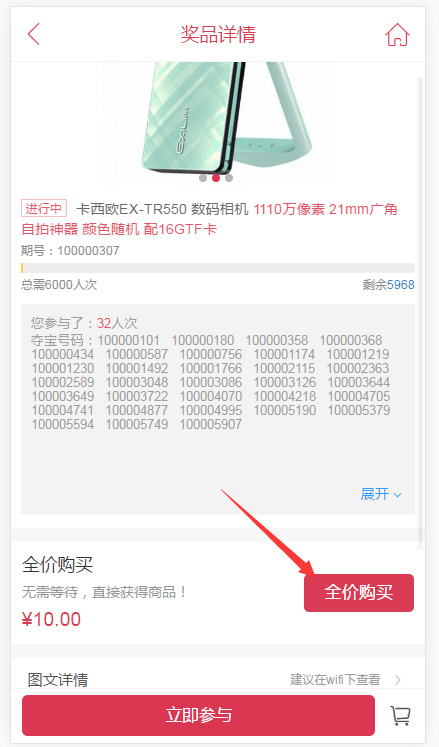 奖品详情
EXILIM
进行中 卡西欧EX-TR550 数码相机 1110万像素 21mm广角
自拍神器 颜色随机 配16GTF卡
期号：100000307
总需6000人次 剩余5968
您参与了：32人次
夺宝号码：100000101 100000180 100000358 100000368
100000434 100000587 100000756 100001174 100001219
100001230 100001492 100001766 100002115 100002363
100002589 100003048 100003086 100003126 100003644
100003649 100003722 100004070 100004218 100004705
100004741 100004877 100004995 100005190 100005379
100005594 100005749 100005907
展开
全价购买
无需等待，直接获得商品！
¥10.00
全价购买
图文详情 建议在wifi下查看
立即参与